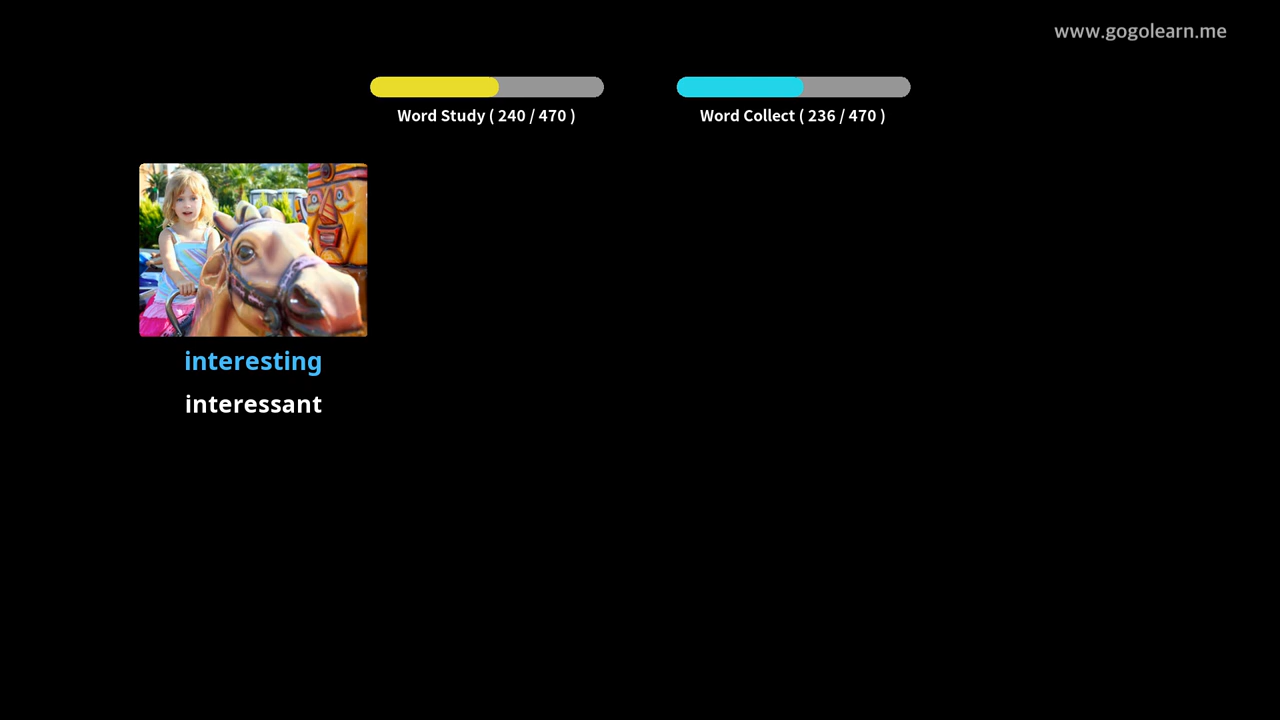 www.gogolearn.me
Word Study ( 240 / 470 )
Word Collect ( 236 / 470 )
interesting
interessant